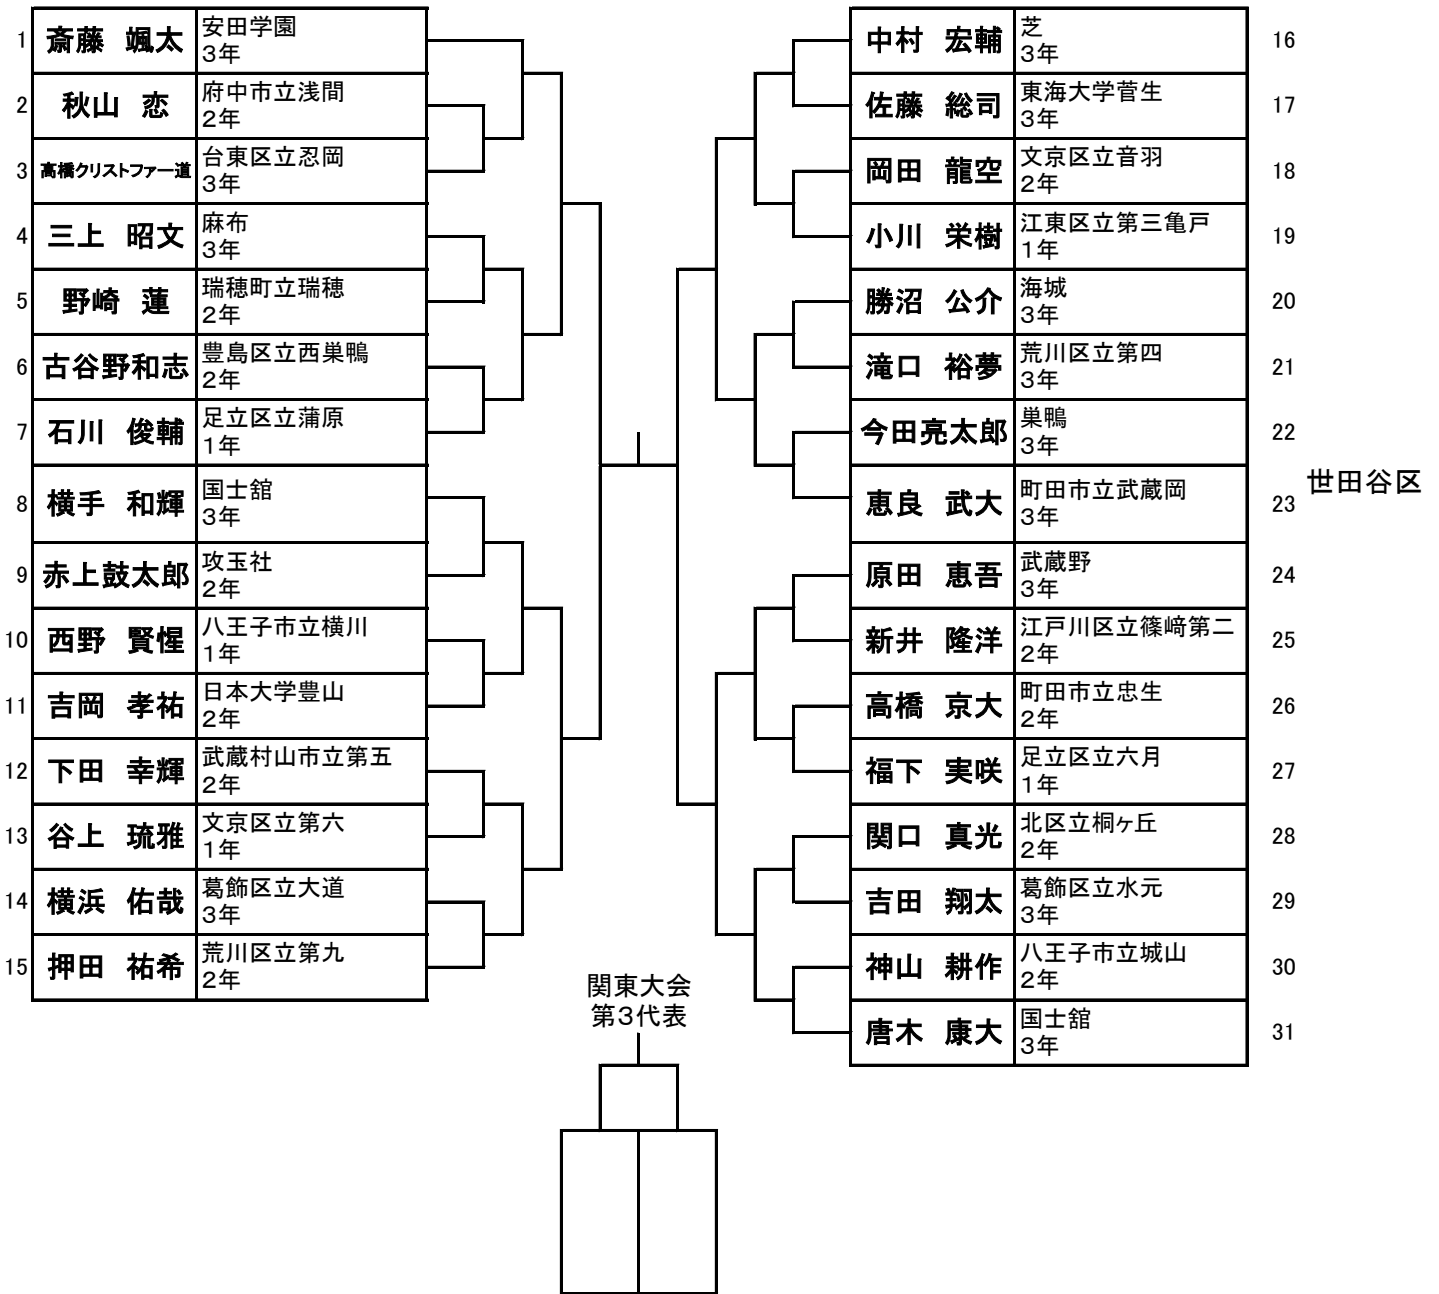 1 斎藤 颯太 安田学園
3年
2 秋山 恋 府中市立浅間
2年
3 高橋クリストファー道 台東区立忍岡
3年
4 三上 昭文 麻布
3年
5 野崎 蓮 瑞穂町立瑞穂
2年
6 古谷野和志 豊島区立西巣鴨
2年
7 石川 俊輔 足立区立蒲原
1年
8 横手 和輝 国士舘
3年
9 赤上鼓太郎 攻玉社
2年
10 西野 賢惺 八王子市立横川
1年
11 吉岡 孝祐 日本大学豊山
2年
12 下田 幸輝 武蔵村山市立第五
2年
13 谷上 琉雅 文京区立第六
1年
14 横浜 佑哉 葛飾区立大道
3年
15 押田 祐希 荒川区立第九
2年
中村 宏輔 芝 16
3年
佐藤 総司 東海大学菅生 17
3年
岡田 龍空 文京区立音羽 18
2年
小川 栄樹 江東区立第三亀戸 19
1年
勝沼 公介 海城 20
3年
滝口 裕夢 荒川区立第四 21
3年
今田亮太郎 巣鴨 22
3年
恵良 武大 町田市立武蔵岡 23
3年
世田谷区
原田 恵吾 武蔵野 24
3年
新井 隆洋 江戸川区立篠﨑第二 25
2年
高橋 京大 町田市立忠生 26
2年
福下 実咲 足立区立六月 27
1年
関口 真光 北区立桐ヶ丘 28
2年
吉田 翔太 葛飾区立水元 29
3年
神山 耕作 八王子市立城山 30
2年
唐木 康大 国士舘 31
3年
関東大会
第3代表